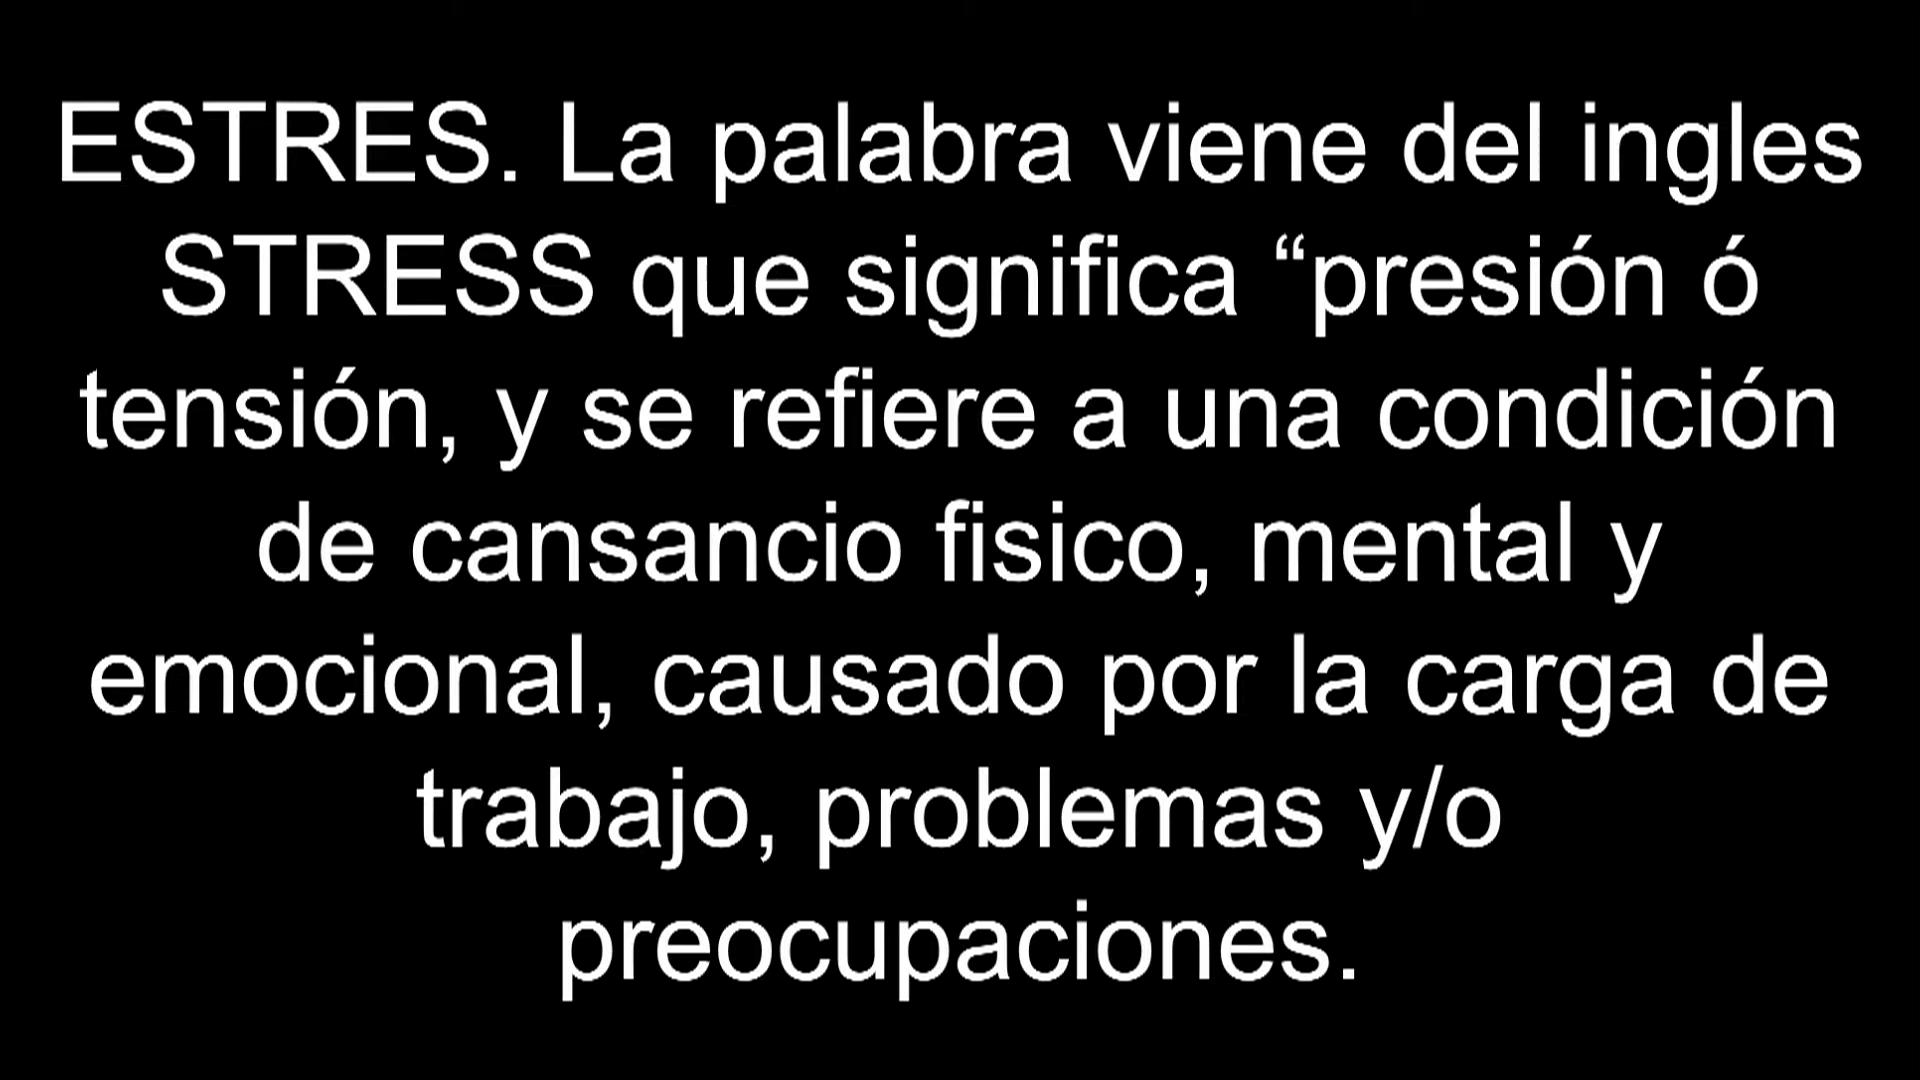 ESTRES. La palabra viene del ingles
STRESS que significa “presión ó
tensión, y se refiere a una condición
de cansancio fisico, mental y
emocional, causado por la carga de
trabajo, problemas y/o
preocupaciones.